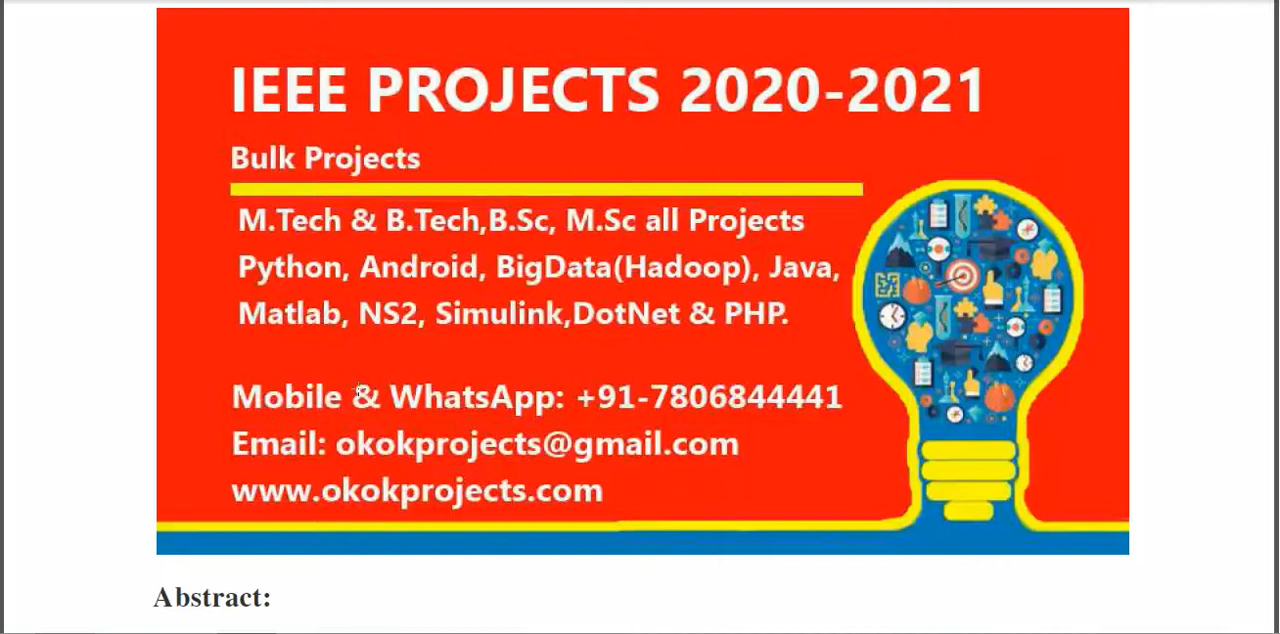 IEEE PROJECTS 2020-2021
Bulk Projects
M.Tech & B.Tech,B.Sc, M.Sc all Projects
Python, Android, BigData(Hadoop), Java,
Matlab, NS2, Simulink,DotNet & PHP.
Mobile & WhatsApp: +91-7806844441
Email: okokprojects@gmail.com
www.okokprojects.com
Abstract: